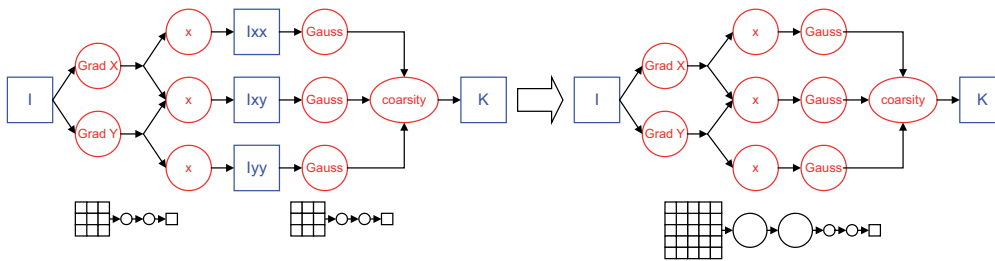 x Ixx Gauss
Grad X
I x Ixy Gauss coarsity K
Grad Y
x Iyy Gauss
x Gauss
Grad X
I x Gauss coarsity K
Grad Y
x Gauss